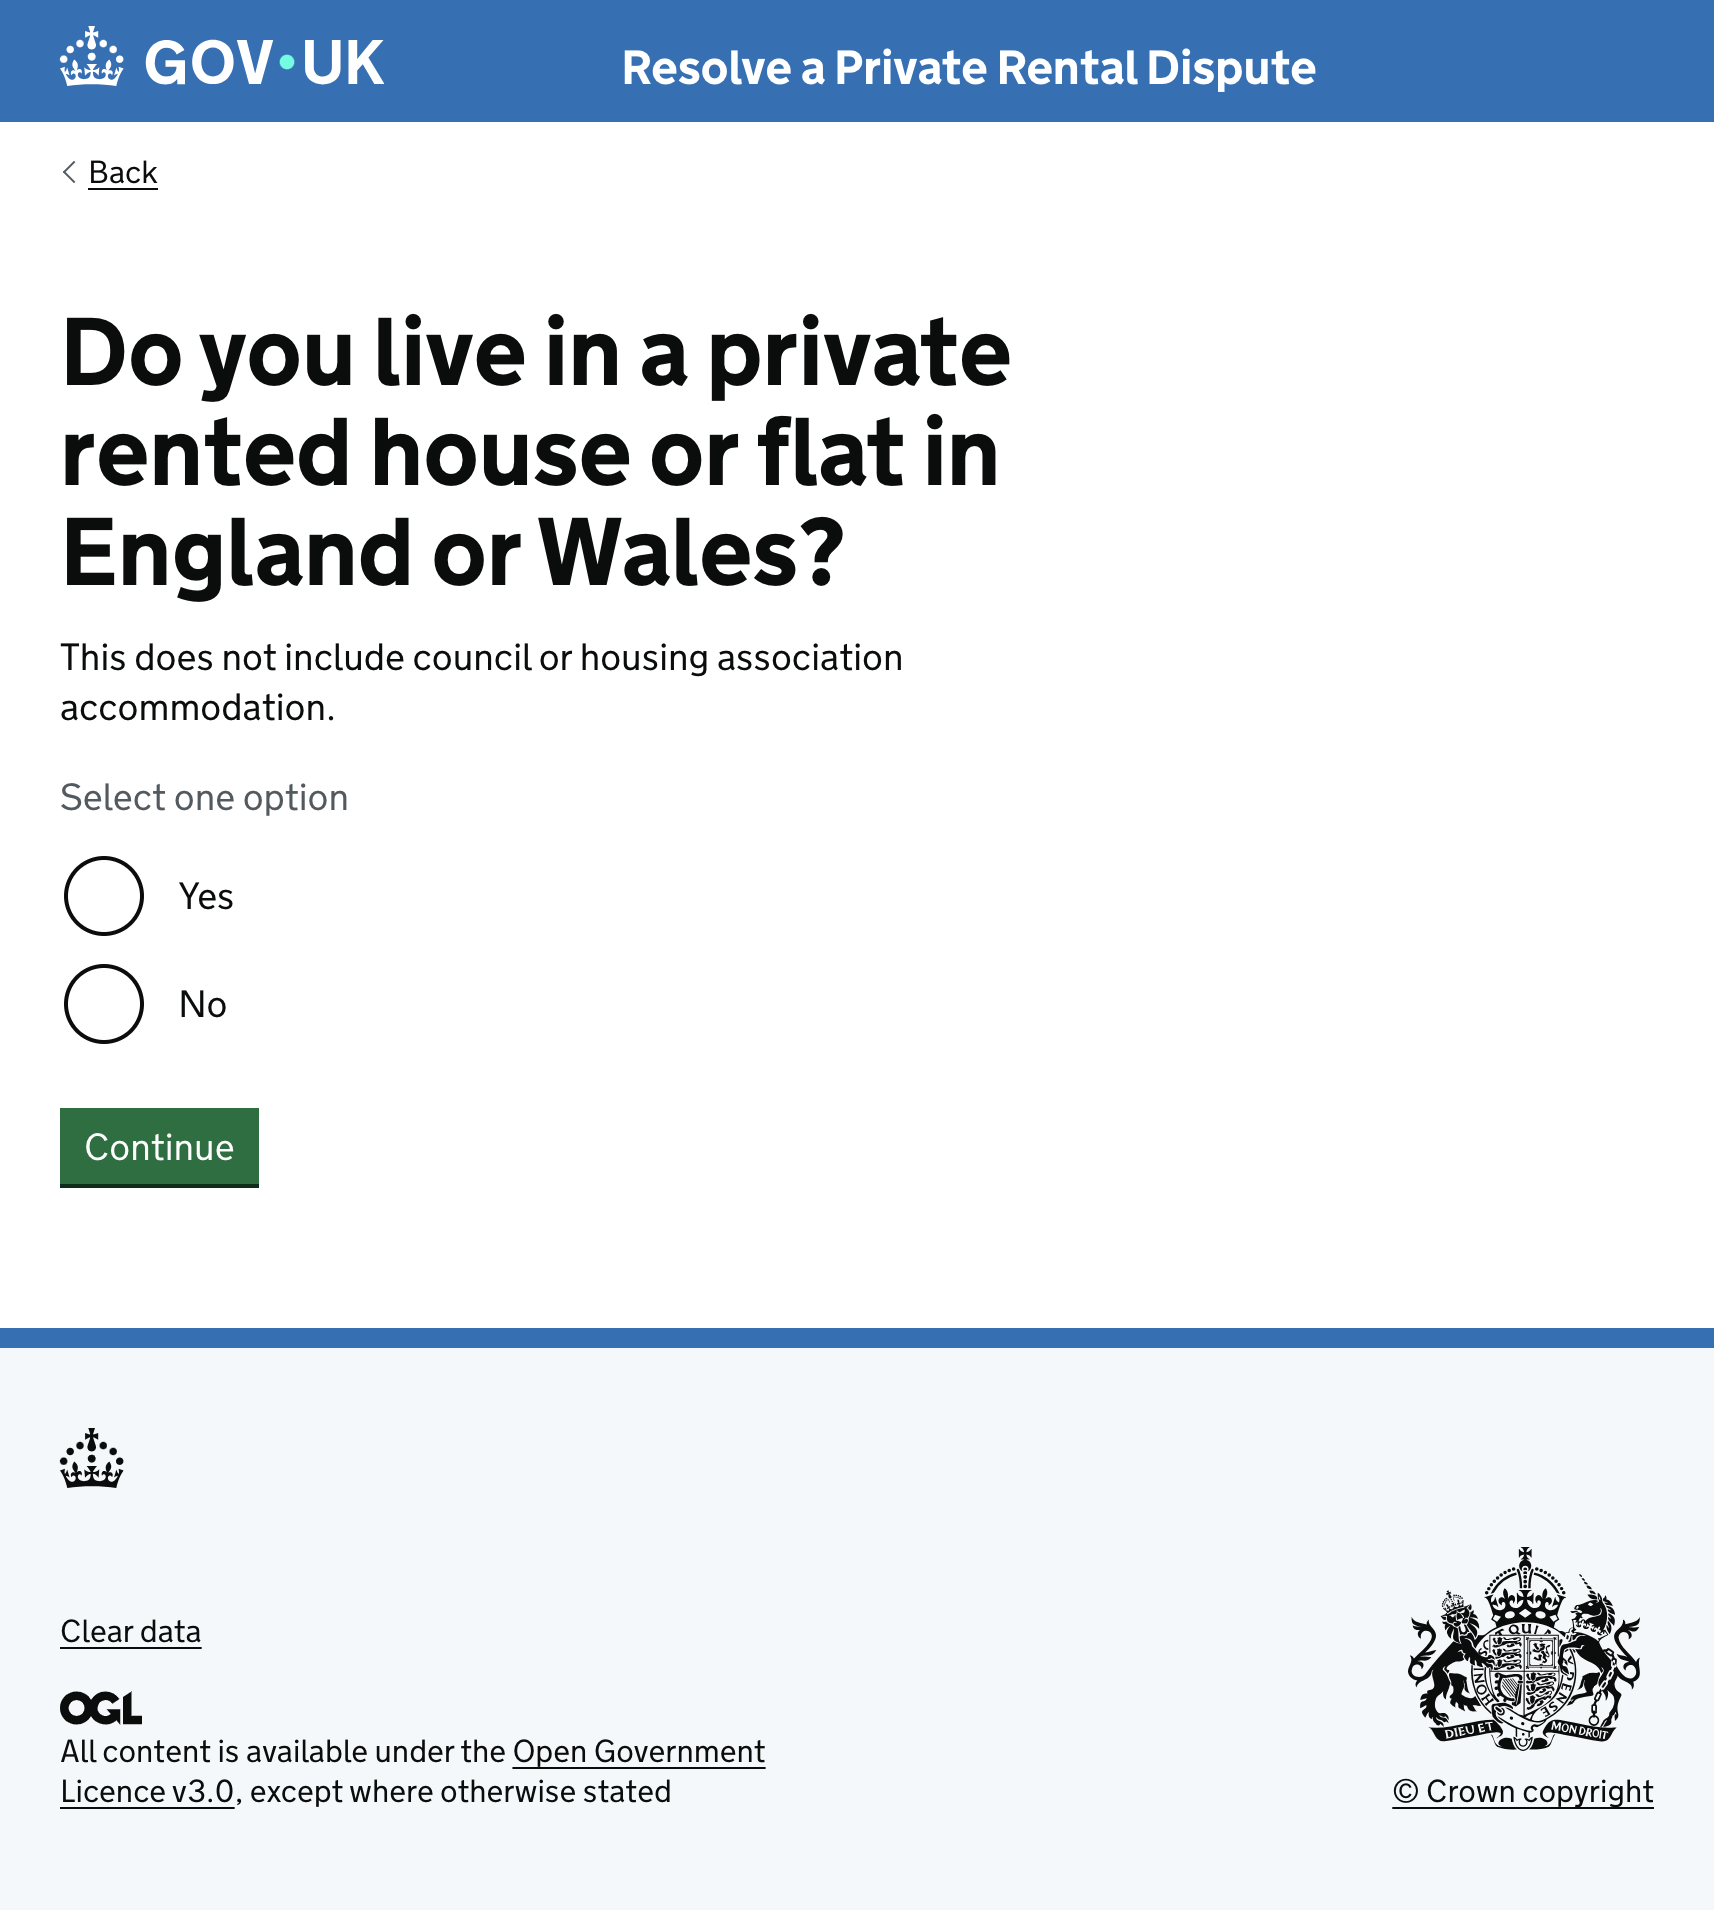 GOV·UK
Resolve a Private Rental Dispute
Back
Do you live in a private
rented house or flat in
England or Wales?
This does not include council or housing association
accommodation.
Select one option
Yes
No
Continue
Clear data
OGL
All content is available under the Open Government
Licence v3.0, except where otherwise stated
DIEU ET MON DROIT
© Crown copyright